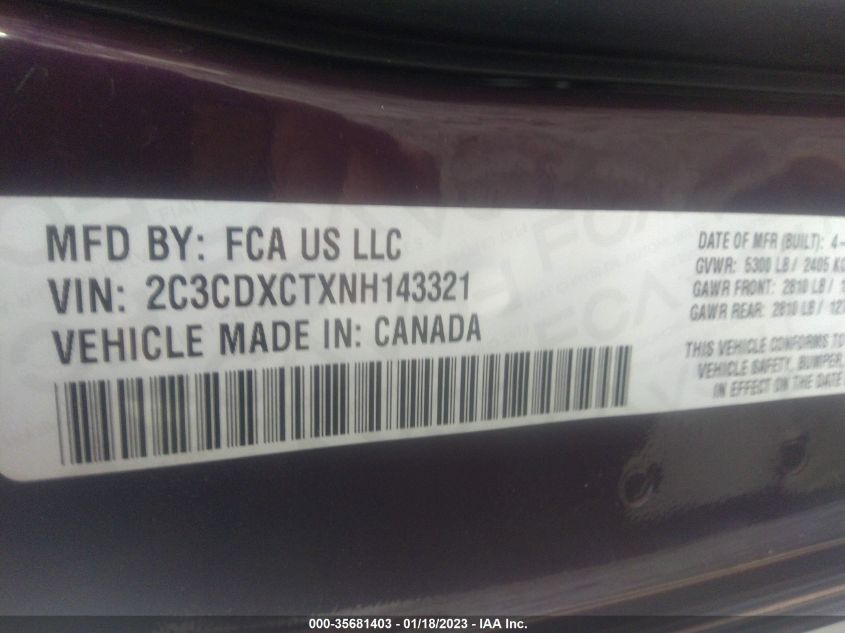 MFD BY: FCA US LLC
VIN: 2C3CDXCTXNH143321
VEHICLE MADE IN: CANADA
DATE OF MFR (BUILT): 4-
GVWR: 5300 LB / 2405 KG
GAWR FRONT: 2810 LB / 1
GAWR REAR: 2810 LB / 127
THIS VEHICLE CONFORMS TO
VEHICLE SAFETY, BUMPER,
IN EFFECT ON THE DATE
000-35681403 - 01/18/2023 - IAA Inc.